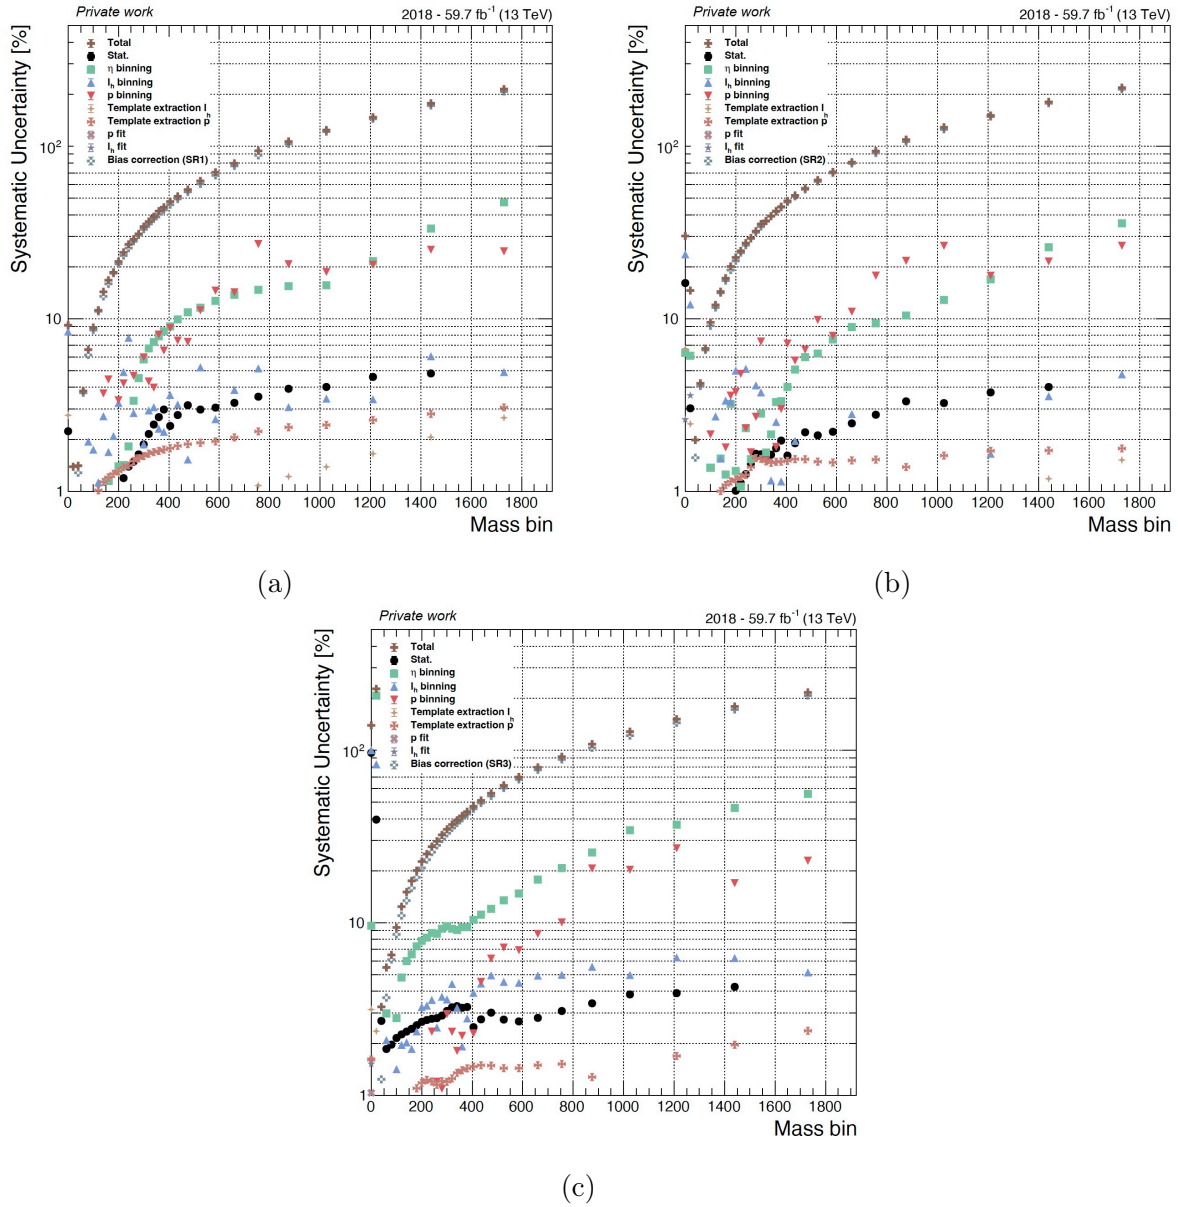 Private work
2018 - 59.7 fb⁻¹ (13 TeV)
Systematic Uncertainty [%]
Total
Stat.
η binning
Iₕ binning
p binning
Template extraction Iₕ
Template extraction p
p fit
Iₕ fit
Bias correction (SR1)
10²
10
1
0 200 400 600 800 1000 1200 1400 1600 1800
Mass bin
(a)
Private work
2018 - 59.7 fb⁻¹ (13 TeV)
Systematic Uncertainty [%]
Total
Stat.
η binning
Iₕ binning
p binning
Template extraction Iₕ
Template extraction p
p fit
Iₕ fit
Bias correction (SR2)
10²
10
1
0 200 400 600 800 1000 1200 1400 1600 1800
Mass bin
(b)
Private work
2018 - 59.7 fb⁻¹ (13 TeV)
Systematic Uncertainty [%]
Total
Stat.
η binning
Iₕ binning
p binning
Template extraction Iₕ
Template extraction p
p fit
Iₕ fit
Bias correction (SR3)
10²
10
1
0 200 400 600 800 1000 1200 1400 1600 1800
Mass bin
(c)